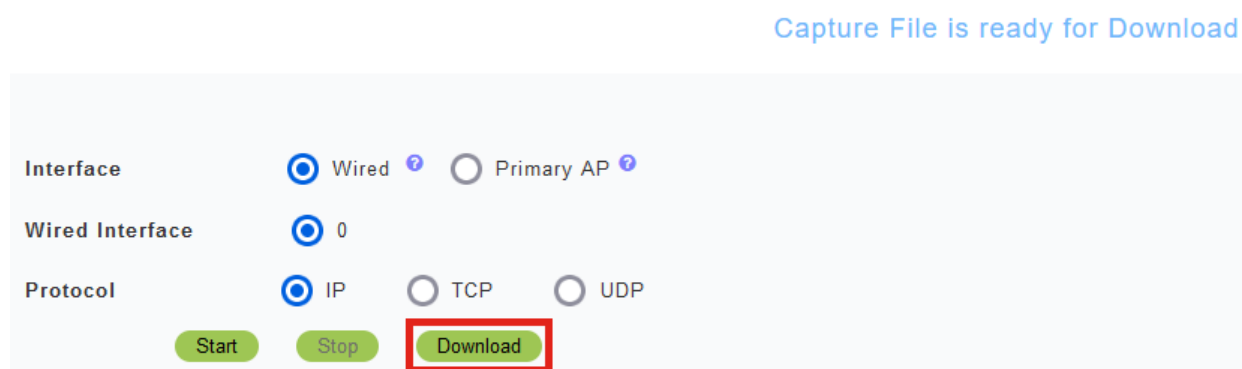 Capture File is ready for Download
Interface Wired ? Primary AP ?
Wired Interface 0
Protocol IP TCP UDP
Start Stop Download